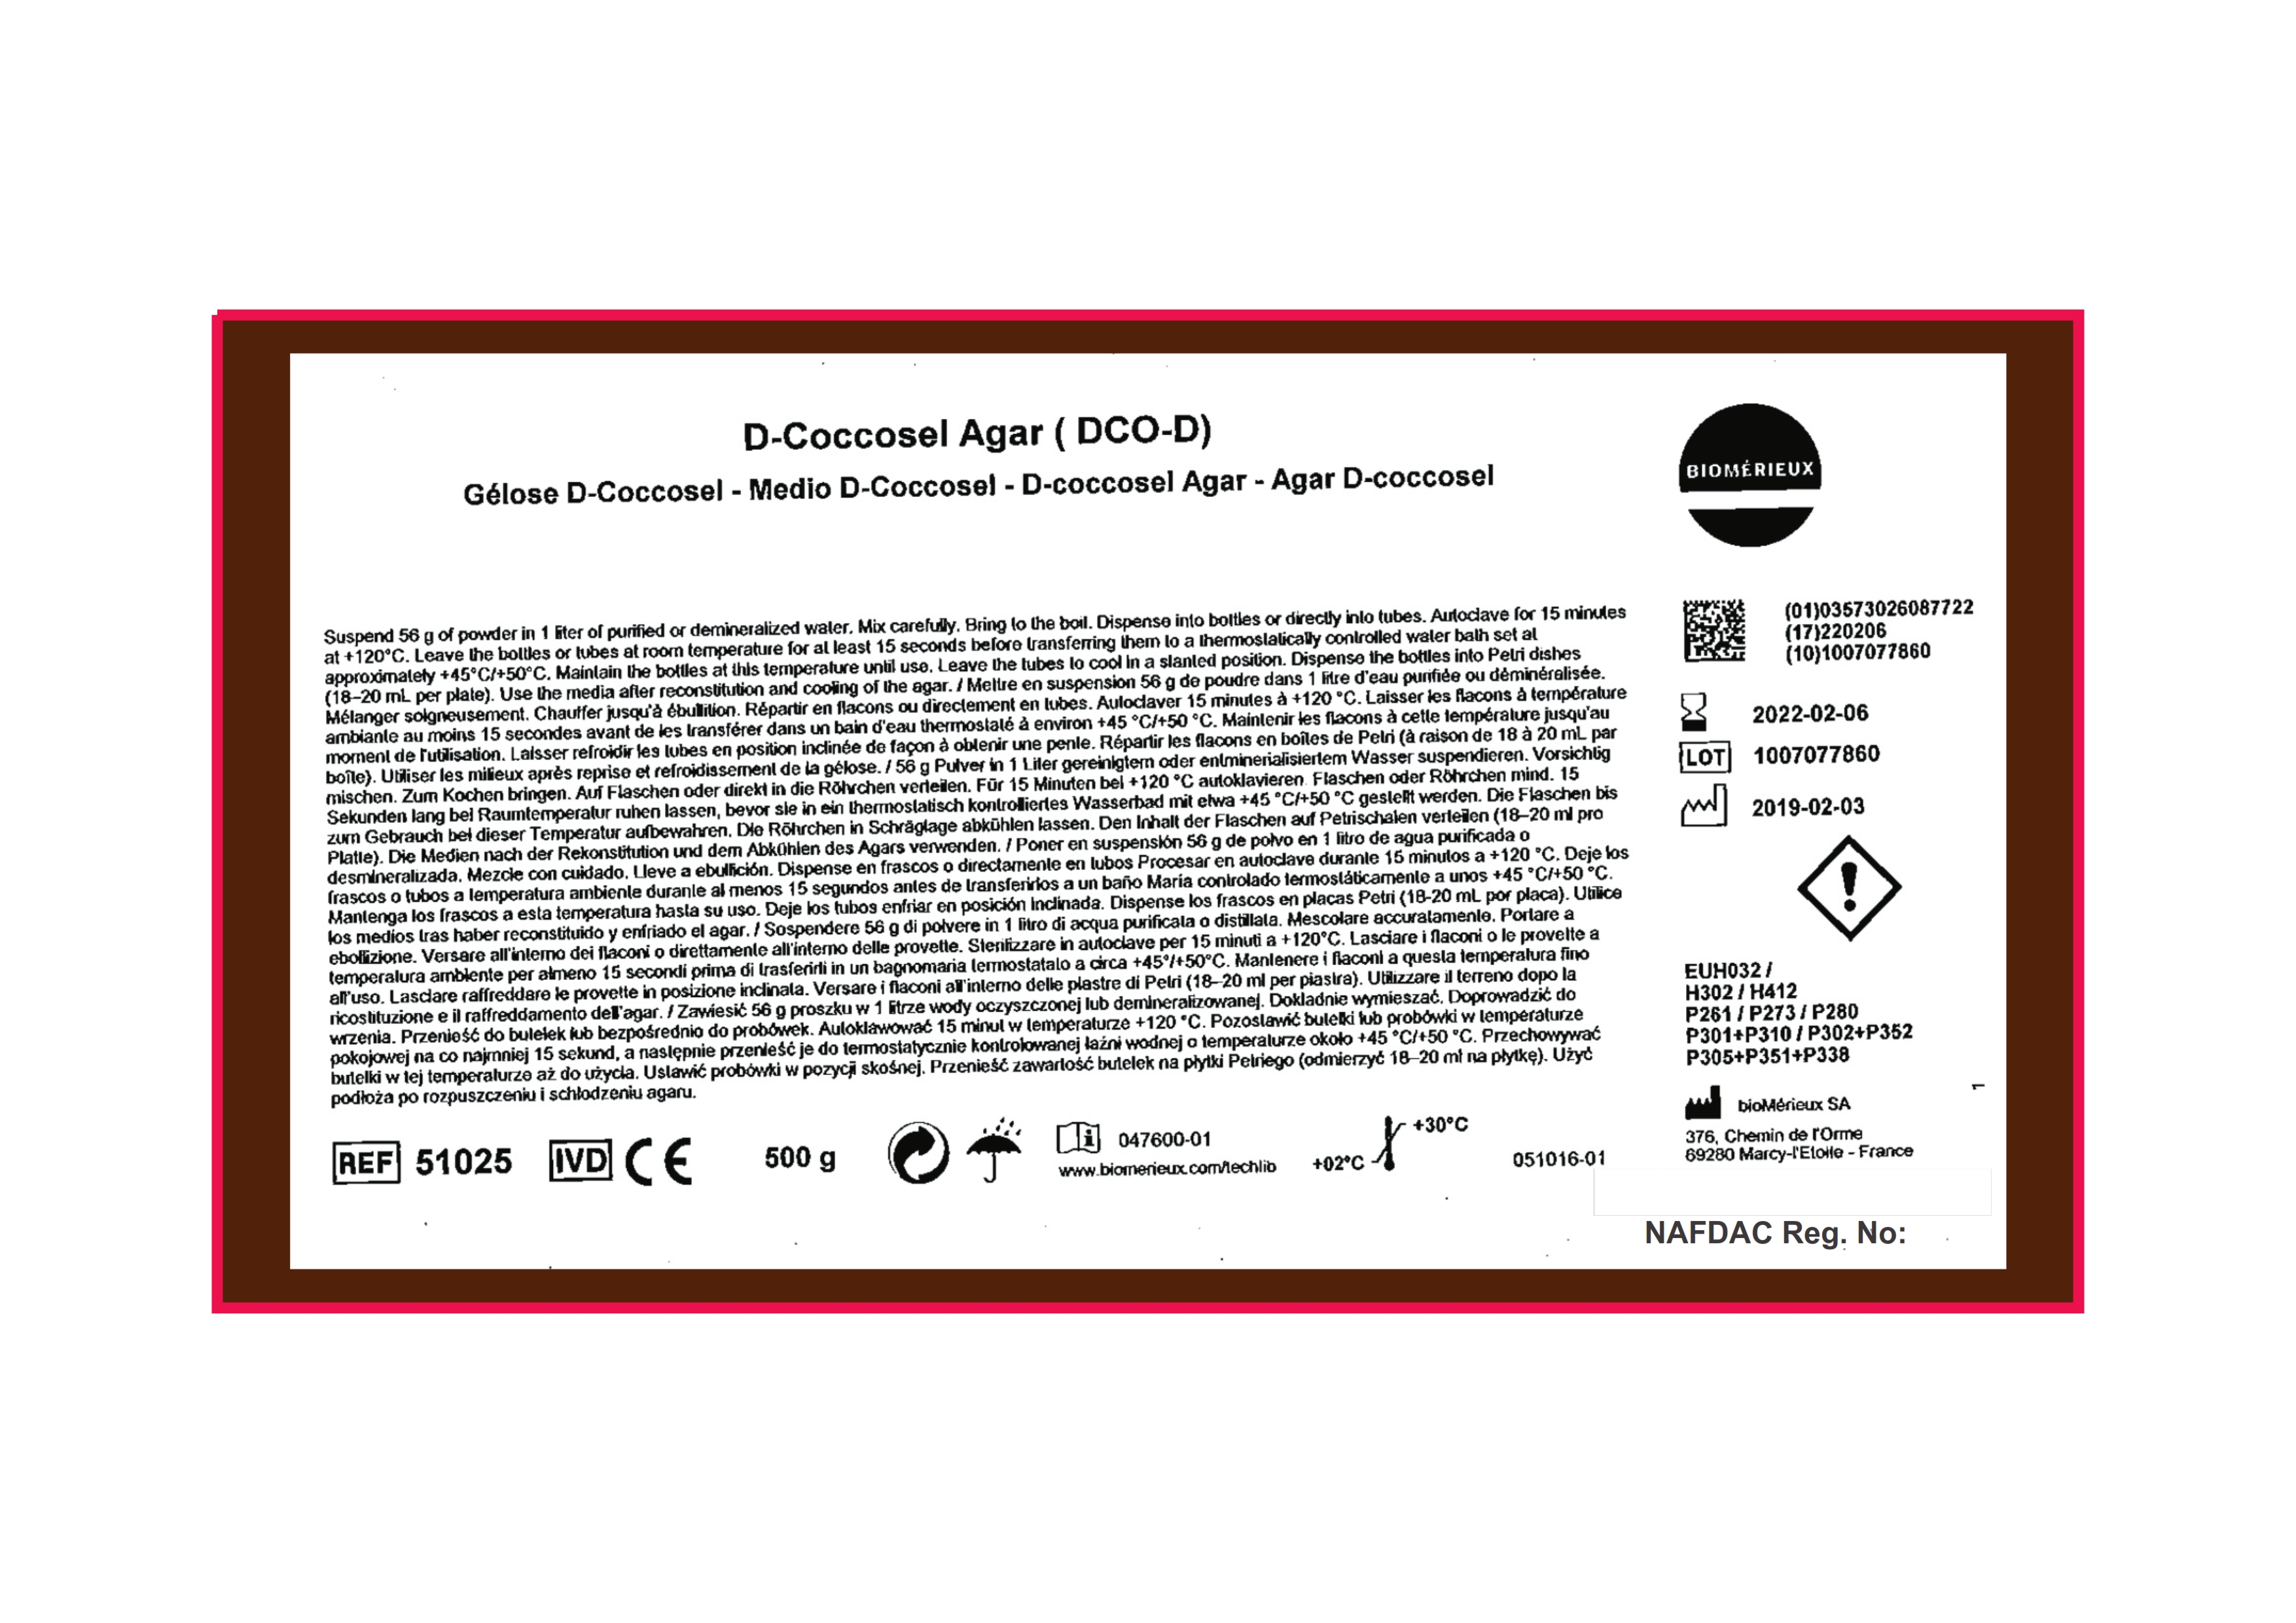 D-Coccosel Agar ( DCO-D)
Gélose D-Coccosel - Medio D-Coccosel - D-coccosel Agar - Agar D-coccosel
BIOMÉRIEUX
Suspend 56 g of powder in 1 liter of purified or demineralized water. Mix carefully. Bring to the boil. Dispense into bottles or directly into tubes. Autoclave for 15 minutes
at +120°C. Leave the bottles or tubes at room temperature for at least 15 seconds before transferring them to a thermostatically controlled water bath set at
approximately +45°C/+50°C. Maintain the bottles at this temperature until use. Leave the tubes to cool in a slanted position. Dispense the bottles into Petri dishes
(18–20 mL per plate). Use the media after reconstitution and cooling of the agar. / Mettre en suspension 56 g de poudre dans 1 litre d'eau purifiée ou déminéralisée.
Mélanger soigneusement. Chauffer jusqu'à ébullition. Répartir en flacons ou directement en tubes. Autoclaver 15 minutes à +120 °C. Laisser les flacons à température
ambiante au moins 15 secondes avant de les transférer dans un bain d'eau thermostaté à environ +45 °C/+50 °C. Maintenir les flacons à cette température jusqu'au
moment de l'utilisation. Laisser refroidir les tubes en position inclinée de façon à obtenir une pente. Répartir les flacons en boîtes de Petri (à raison de 18 à 20 mL par
boîte). Utiliser les milieux après reprise et refroidissement de la gélose. / 56 g Pulver in 1 Liter gereinigtem oder entminerialisiertem Wasser suspendieren. Vorsichtig
mischen. Zum Kochen bringen. Auf Flaschen oder direkt in die Röhrchen verteilen. Für 15 Minuten bei +120 °C autoklavieren. Flaschen oder Röhrchen mind. 15
Sekunden lang bei Raumtemperatur ruhen lassen, bevor sie in ein thermostatisch kontrolliertes Wasserbad mit etwa +45 °C/+50 °C gestellt werden. Die Flaschen bis
zum Gebrauch bei dieser Temperatur aufbewahren. Die Röhrchen in Schräglage abkühlen lassen. Den Inhalt der Flaschen auf Petrischalen verteilen (18–20 ml pro
Platte). Die Medien nach der Rekonstitution und dem Abkühlen des Agars verwenden. / Poner en suspensión 56 g de polvo en 1 litro de agua purificada o
desmineralizada. Mezcle con cuidado. Lleve a ebullición. Dispense en frascos o directamente en tubos Procesar en autoclave durante 15 minutos a +120 °C. Deje los
frascos o tubos a temperatura ambiente durante al menos 15 segundos antes de transferirlos a un baño María controlado termostáticamente a unos +45 °C/+50 °C.
Mantenga los frascos a esta temperatura hasta su uso. Deje los tubos enfriar en posición inclinada. Dispense los frascos en placas Petri (18-20 mL por placa). Utilice
los medios tras haber reconstituido y enfriado el agar. / Sospendere 56 g di polvere in 1 litro di acqua purificata o distillata. Mescolare accuratamente. Portare a
ebollizione. Versare all'interno dei flaconi o direttamente all'interno delle provette. Sterilizzare in autoclave per 15 minuti a +120°C. Lasciare i flaconi o le provette a
temperatura ambiente per almeno 15 secondi prima di trasferirli in un bagnomaria termostatato a circa +45°/+50°C. Mantenere i flaconi a questa temperatura fino
all'uso. Lasciare raffreddare le provette in posizione inclinata. Versare i flaconi all'interno delle piastre di Petri (18–20 ml per piastra). Utilizzare il terreno dopo la
ricostituzione e il raffreddamento dell'agar. / Zawiesić 56 g proszku w 1 litrze wody oczyszczonej lub demineralizowanej. Dokladnie wymieszać. Doprowadzić do
wrzenia. Przenieść do butelek lub bezpośrednio do probówek. Autoklawować 15 minut w temperaturze +120 °C. Pozostawić butelki lub probówki w temperaturze
pokojowej na co najmniej 15 sekund, a następnie przenieść je do termostatycznie kontrolowanej łaźni wodnej o temperaturze około +45 °C/+50 °C. Przechowywać
butelki w tej temperaturze aż do użycia. Ustawić probówki w pozycji skośnej. Przenieść zawartość butelek na płytki Petriego (odmierzyć 18–20 ml na płytkę). Użyć
podłoża po rozpuszczeniu i schłodzeniu agaru.
REF 51025 IVD CE 500 g
047600-01
www.biomerieux.com/techlib
+02°C +30°C
051016-01
(01)03573026087722
(17)220206
(10)1007077860
2022-02-06
LOT 1007077860
2019-02-03
EUH032 /
H302 / H412
P261 / P273 / P280
P301+P310 / P302+P352
P305+P351+P338
1
bioMérieux SA
376, Chemin de l'Orme
69280 Marcy-l'Etoile - France
NAFDAC Reg. No: